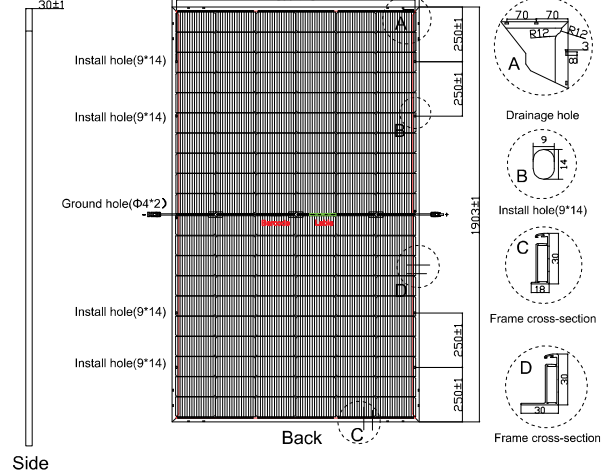 30±1
Install hole(9*14)
Install hole(9*14)
Ground hole(Φ4*2)
Install hole(9*14)
Install hole(9*14)
Side
A
B
D
C
Back
250±1
250±1
1903±1
250±1
250±1
70 70
R12 R12
3
8
A
Drainage hole
9
14
B
Install hole(9*14)
C
30
18
Frame cross-section
D
30
30
Frame cross-section